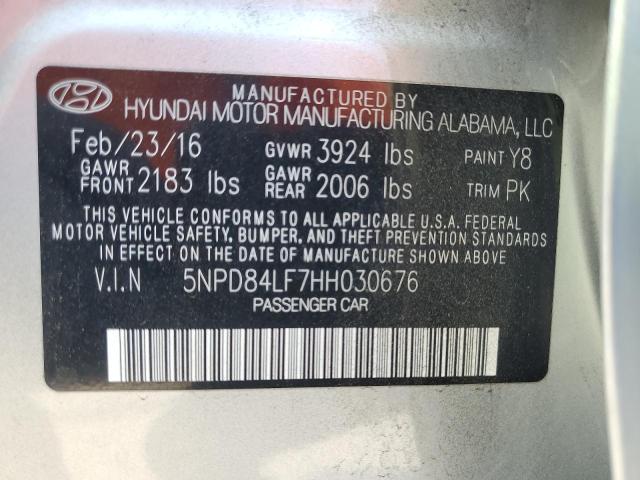 MANUFACTURED BY
HYUNDAI MOTOR MANUFACTURING ALABAMA, LLC
Feb/23/16 GVWR 3924 lbs PAINT Y8
GAWR FRONT 2183 lbs GAWR REAR 2006 lbs TRIM PK
THIS VEHICLE CONFORMS TO ALL APPLICABLE U.S.A. FEDERAL
MOTOR VEHICLE SAFETY, BUMPER, AND THEFT PREVENTION STANDARDS
IN EFFECT ON THE DATE OF MANUFACTURE SHOWN ABOVE.
V.I.N 5NPD84LF7HH030676
PASSENGER CAR